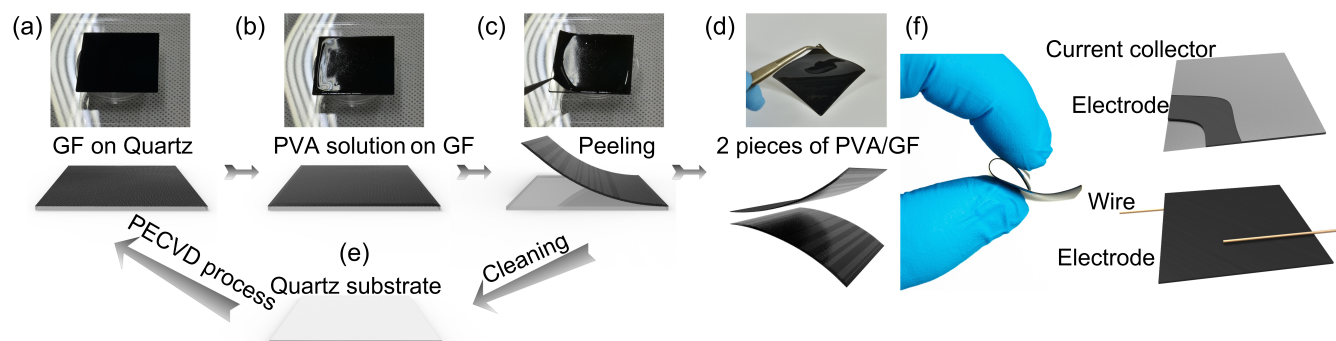 (a)
(b)
(c)
(d)
(f)
Current collector
Electrode
GF on Quartz
PVA solution on GF
Peeling
2 pieces of PVA/GF
Wire
Electrode
PECVD process
(e)
Quartz substrate
Cleaning